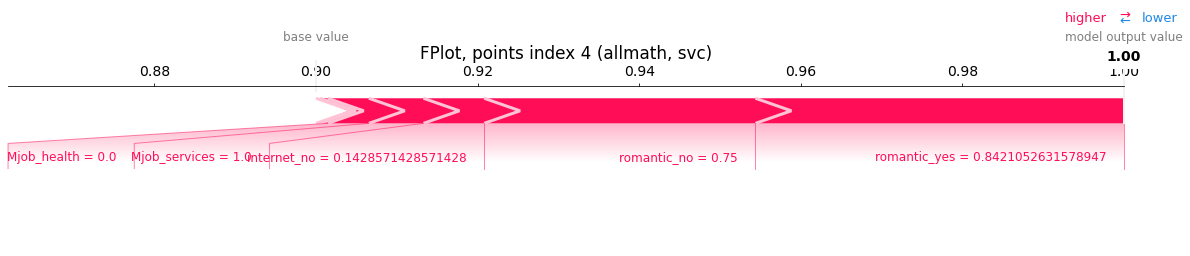 higher ⇄ lower
base value model output value
FPlot, points index 4 (allmath, svc)
1.00
0.88 0.90 0.92 0.94 0.96 0.98 1.00
Mjob_health = 0.0 Mjob_services = 1.0 internet_no = 0.1428571428571428 romantic_no = 0.75 romantic_yes = 0.8421052631578947